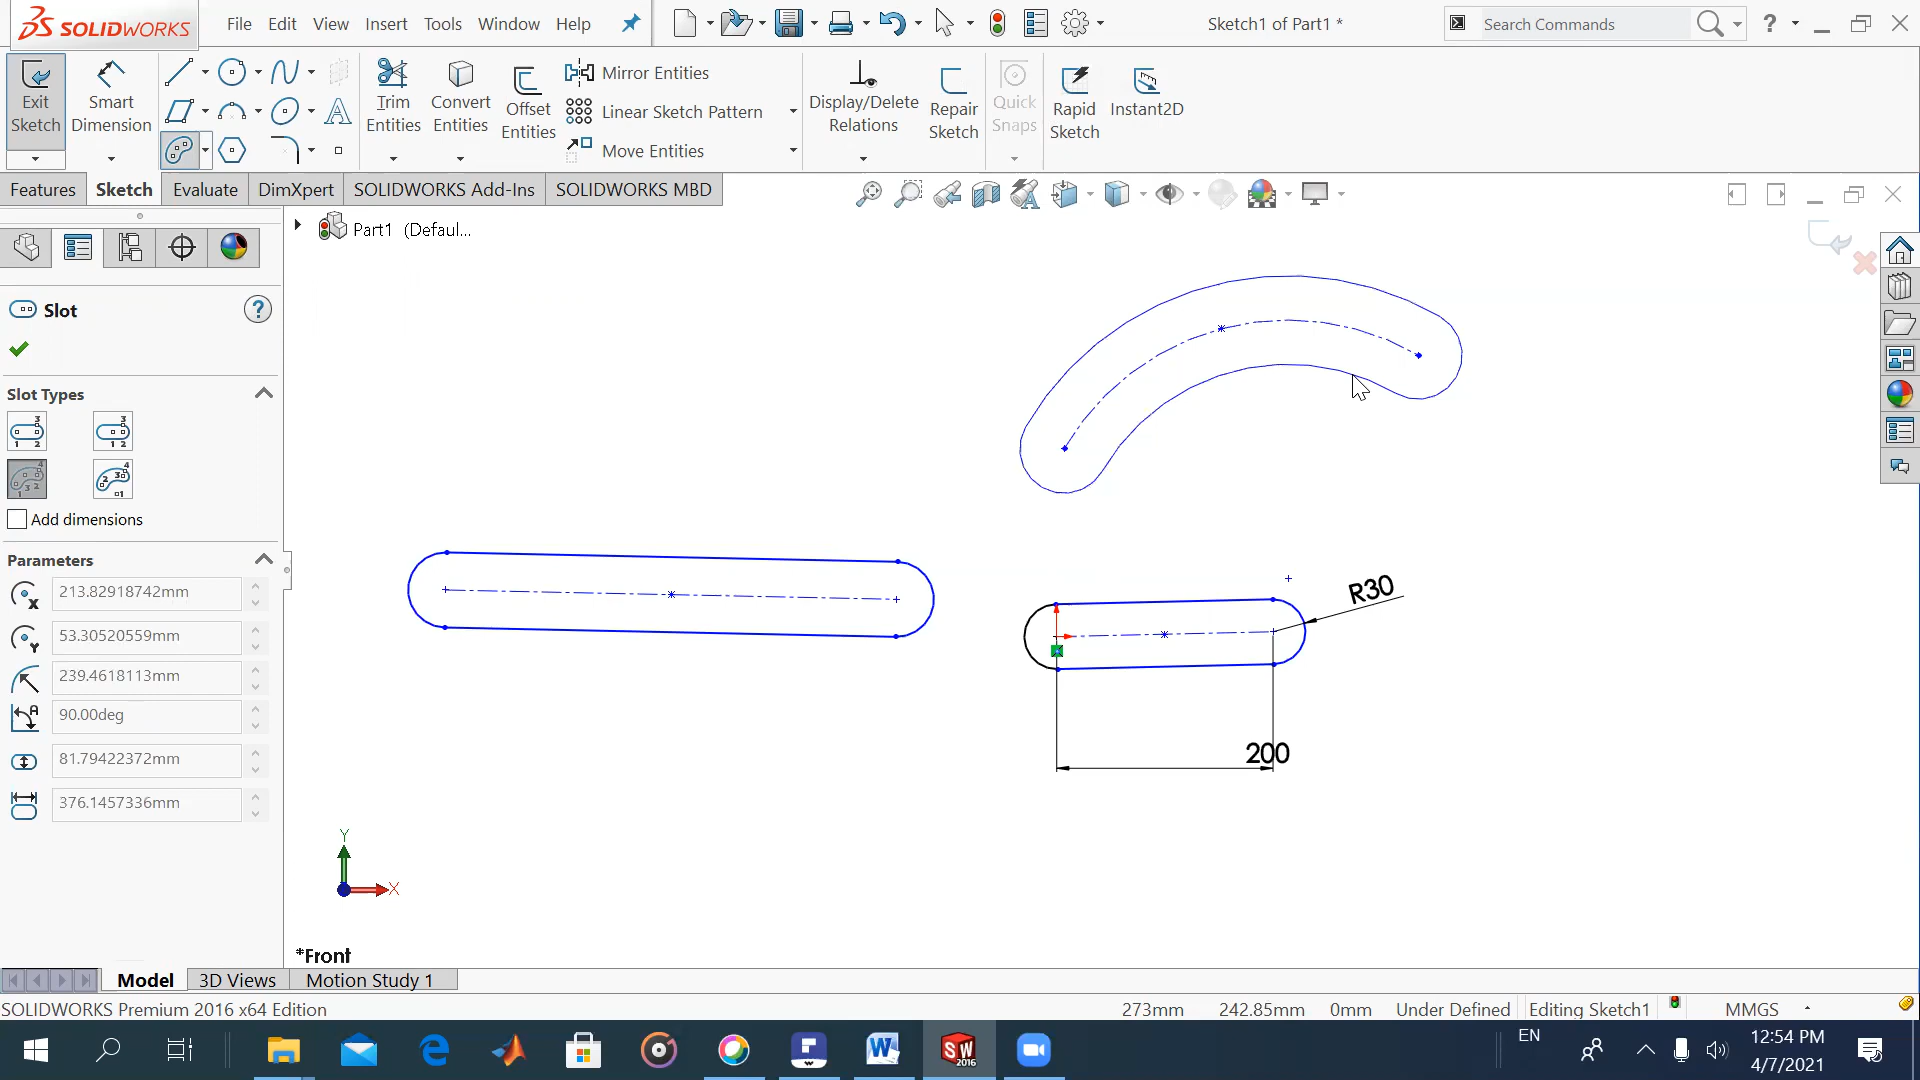 SOLIDWORKS File Edit View Insert Tools Window Help Sketch1 of Part1 * Search Commands ?
Exit Sketch
Smart Dimension
Trim Entities
Convert Entities
Offset Entities
Mirror Entities
Linear Sketch Pattern
Move Entities
Display/Delete Relations
Repair Sketch
Quick Snaps
Rapid Sketch
Instant2D
Features Sketch Evaluate DimXpert SOLIDWORKS Add-Ins SOLIDWORKS MBD
Part1 (Defaul...
Slot ?
Slot Types
Add dimensions
Parameters
213.82918742mm
53.30520559mm
239.4618113mm
90.00deg
81.79422372mm
376.1457336mm
R30
200
Y
X
*Front
Model 3D Views Motion Study 1
SOLIDWORKS Premium 2016 x64 Edition 273mm 242.85mm 0mm Under Defined Editing Sketch1 MMGS
EN
12:54 PM
4/7/2021